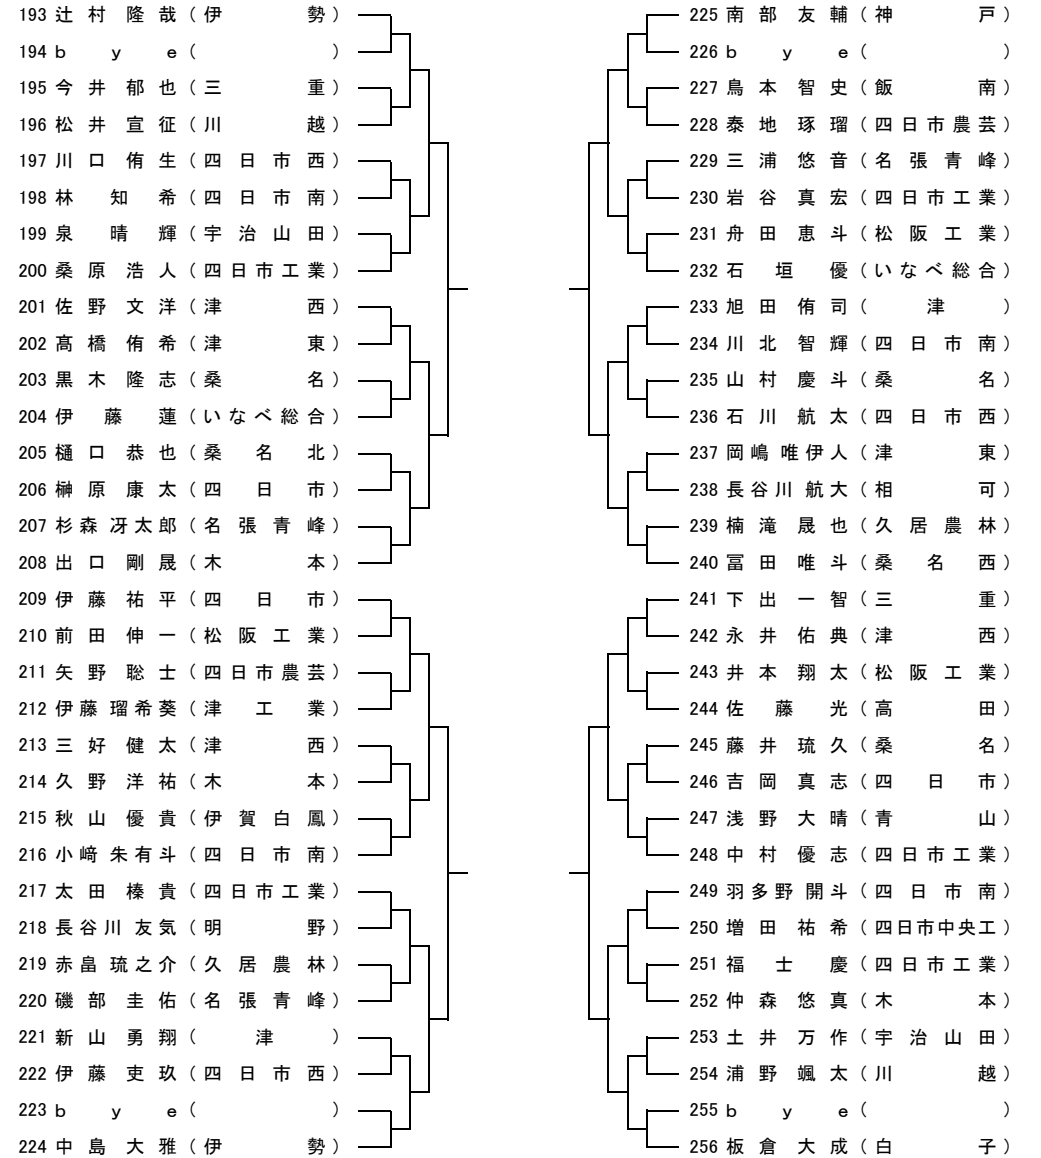 193 辻村隆哉（伊勢）
194 bye（　）
195 今井郁也（三重）
196 松井宣征（川越）
197 川口侑生（四日市西）
198 林知希（四日市南）
199 泉晴輝（宇治山田）
200 桑原浩人（四日市工業）
201 佐野文洋（津西）
202 髙橋侑希（津東）
203 黒木隆志（桑名）
204 伊藤蓮（いなべ総合）
205 樋口恭也（桑名北）
206 榊原康太（四日市）
207 杉森冴太郎（名張青峰）
208 出口剛晟（木本）
209 伊藤祐平（四日市）
210 前田伸一（松阪工業）
211 矢野聡士（四日市農芸）
212 伊藤瑠希葵（津工業）
213 三好健太（津西）
214 久野洋祐（木本）
215 秋山優貴（伊賀白鳳）
216 小﨑朱有斗（四日市南）
217 太田榛貴（四日市工業）
218 長谷川友気（明野）
219 赤畠琉之介（久居農林）
220 磯部圭佑（名張青峰）
221 新山勇翔（津）
222 伊藤吏玖（四日市西）
223 bye（　）
224 中島大雅（伊勢）
225 南部友輔（神戸）
226 bye（　）
227 鳥本智史（飯南）
228 泰地琢瑠（四日市農芸）
229 三浦悠音（名張青峰）
230 岩谷真宏（四日市工業）
231 舟田恵斗（松阪工業）
232 石垣優（いなべ総合）
233 旭田侑司（津）
234 川北智輝（四日市南）
235 山村慶斗（桑名）
236 石川航太（四日市西）
237 岡嶋唯伊人（津東）
238 長谷川航大（相可）
239 楠滝晟也（久居農林）
240 冨田唯斗（桑名西）
241 下出一智（三重）
242 永井佑典（津西）
243 井本翔太（松阪工業）
244 佐藤光（高田）
245 藤井琉久（桑名）
246 吉岡真志（四日市）
247 浅野大晴（青山）
248 中村優志（四日市工業）
249 羽多野開斗（四日市南）
250 増田祐希（四日市中央工）
251 福士慶（四日市工業）
252 仲森悠真（木本）
253 土井万作（宇治山田）
254 浦野颯太（川越）
255 bye（　）
256 板倉大成（白子）